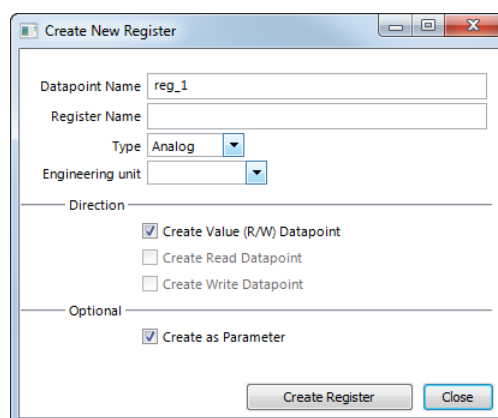 Create New Register
Datapoint Name reg_1
Register Name
Type Analog
Engineering unit
Direction
Create Value (R/W) Datapoint
Create Read Datapoint
Create Write Datapoint
Optional
Create as Parameter
Create Register Close